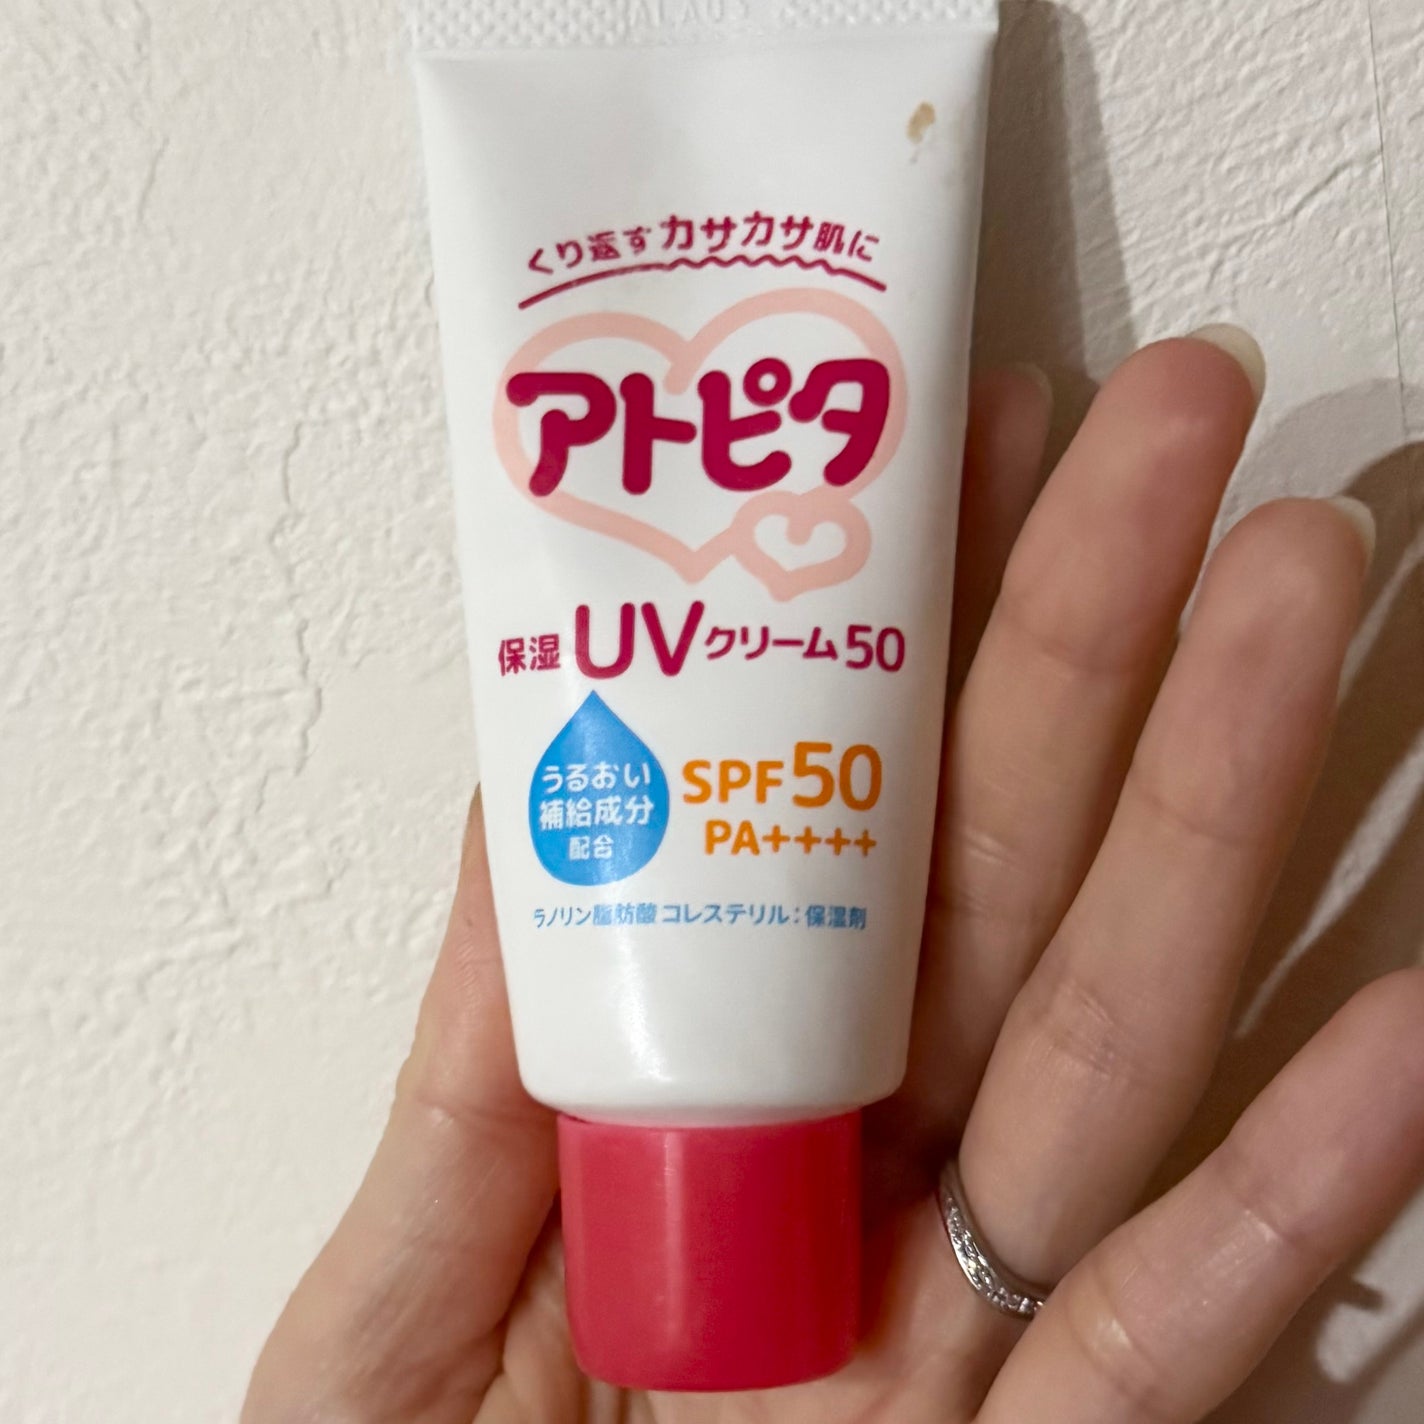 くり返すカサカサ肌に
アトピタ
保湿UVクリーム50
うるおい
補給成分
配合
SPF50
PA++++
ラノリン脂肪酸コレステリル：保湿剤